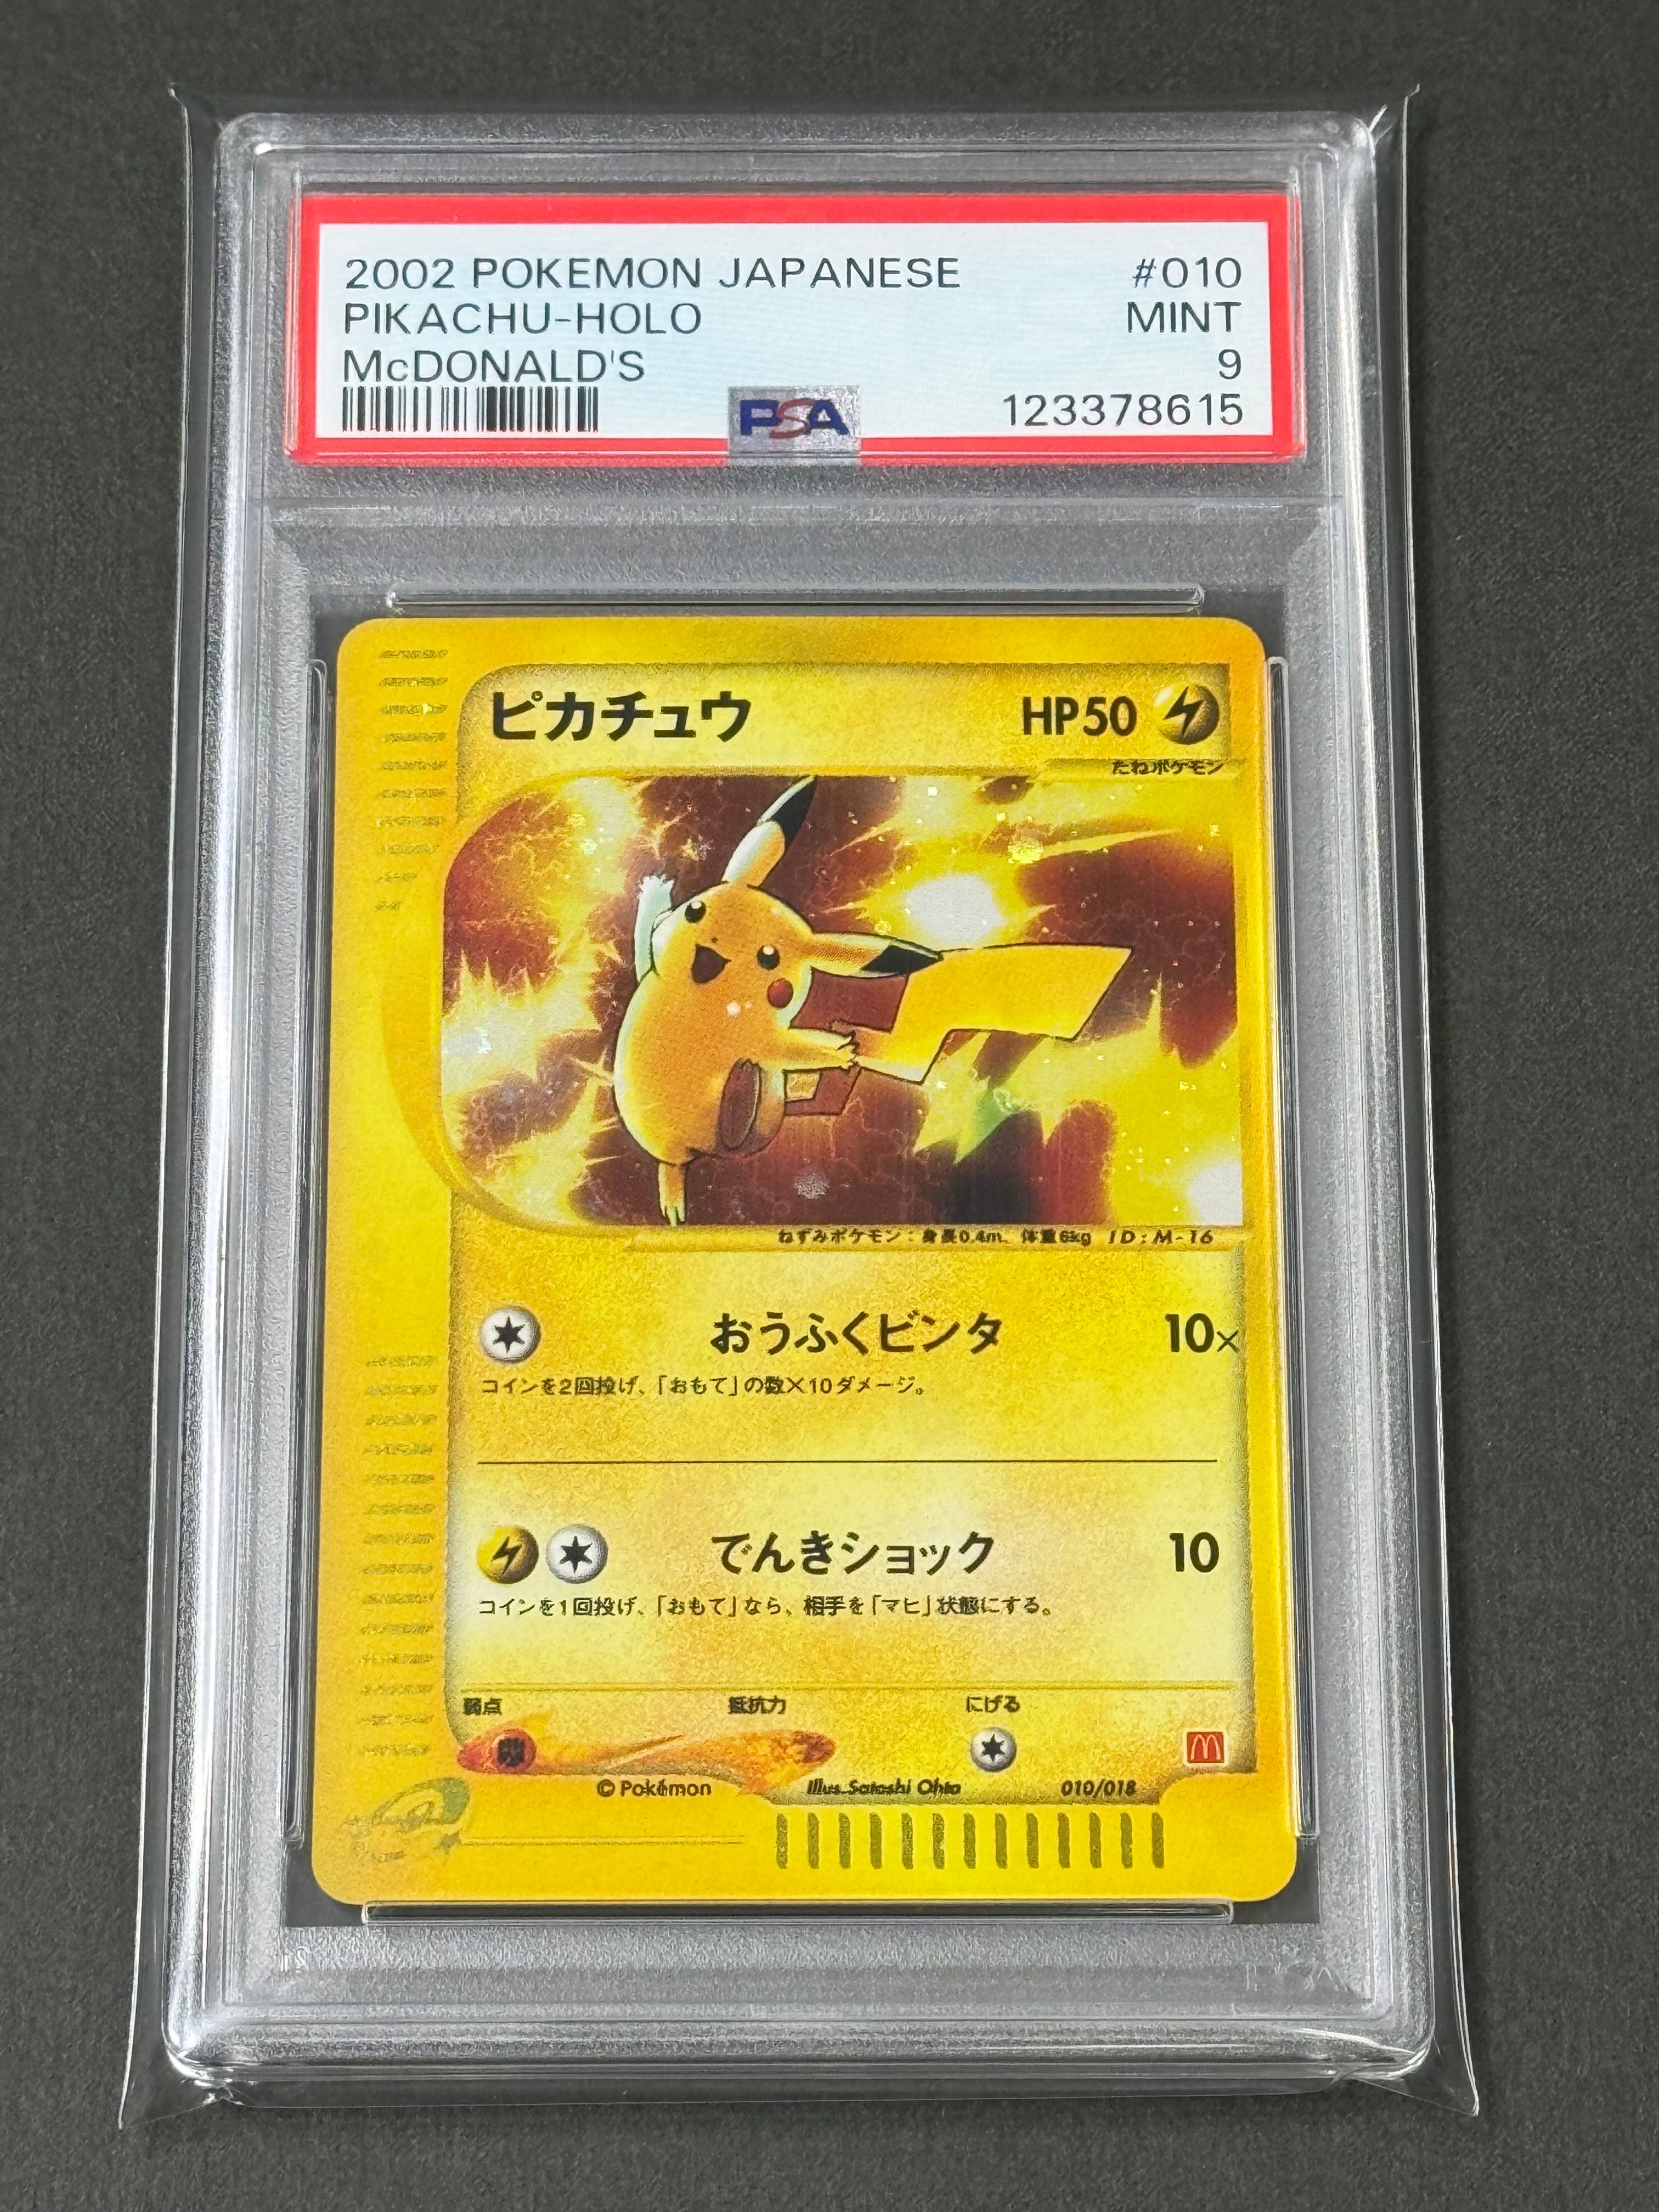 2002 POKEMON JAPANESE #010
PIKACHU-HOLO MINT
McDONALD'S 9
PSA 123378615
ピカチュウ HP50
たねポケモン
ねずみポケモン:身長0.4m、体重6kg ID:M-16
おうふくビンタ 10×
コインを2回投げ、「おもて」の数×10ダメージ。
でんきショック 10
コインを1回投げ、「おもて」なら、相手を「マヒ」状態にする。
弱点 抵抗力 にげる
©Pokémon Illus. Satoshi Ohta 010/018